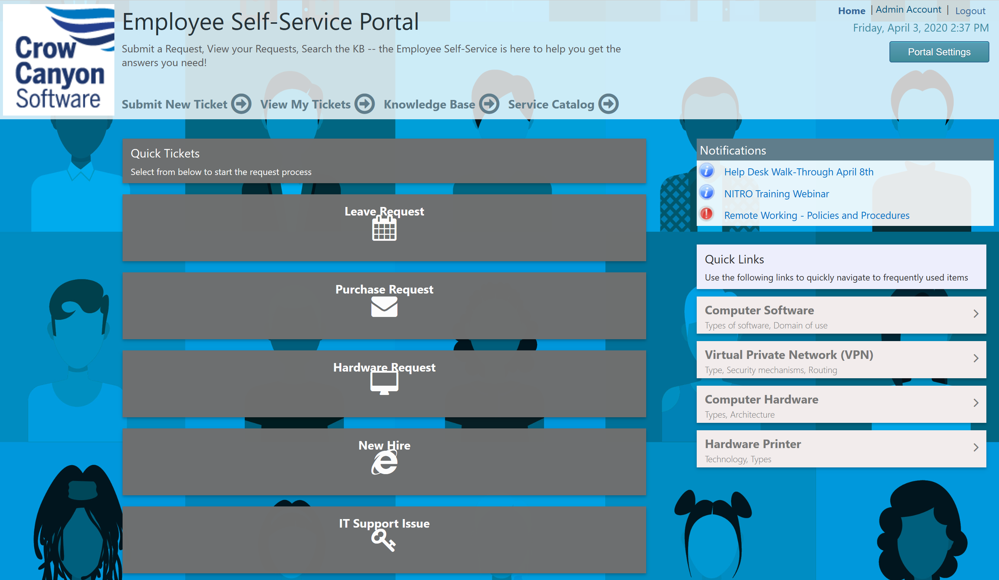 Crow
Canyon
Software
Employee Self-Service Portal
Submit a Request, View your Requests, Search the KB -- the Employee Self-Service is here to help you get the
answers you need!
Submit New Ticket View My Tickets Knowledge Base Service Catalog
Home | Admin Account | Logout
Friday, April 3, 2020 2:37 PM
Portal Settings
Quick Tickets
Select from below to start the request process
Leave Request
Purchase Request
Hardware Request
New Hire
IT Support Issue
Notifications
Help Desk Walk-Through April 8th
NITRO Training Webinar
Remote Working - Policies and Procedures
Quick Links
Use the following links to quickly navigate to frequently used items
Computer Software
Types of software, Domain of use
Virtual Private Network (VPN)
Type, Security mechanisms, Routing
Computer Hardware
Types, Architecture
Hardware Printer
Technology, Types